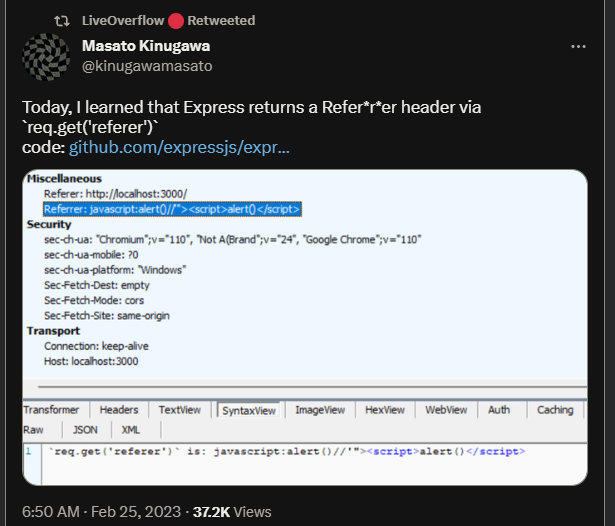 LiveOverflow 🔴 Retweeted
Masato Kinugawa
@kinugawamasato
Today, I learned that Express returns a Refer*r*er header via
`req.get('referer')`
code: github.com/expressjs/expr...
Miscellaneous
Referer: http://localhost:3000/
Referrer: javascript:alert()//'"><script>alert()</script>
Security
sec-ch-ua: "Chromium";v="110", "Not A(Brand";v="24", "Google Chrome";v="110"
sec-ch-ua-mobile: ?0
sec-ch-ua-platform: "Windows"
Sec-Fetch-Dest: empty
Sec-Fetch-Mode: cors
Sec-Fetch-Site: same-origin
Transport
Connection: keep-alive
Host: localhost:3000
Transformer Headers TextView SyntaxView ImageView HexView WebView Auth Caching
Raw JSON XML
1 `req.get('referer')` is: javascript:alert()//'"><script>alert()</script>
6:50 AM · Feb 25, 2023 · 37.2K Views